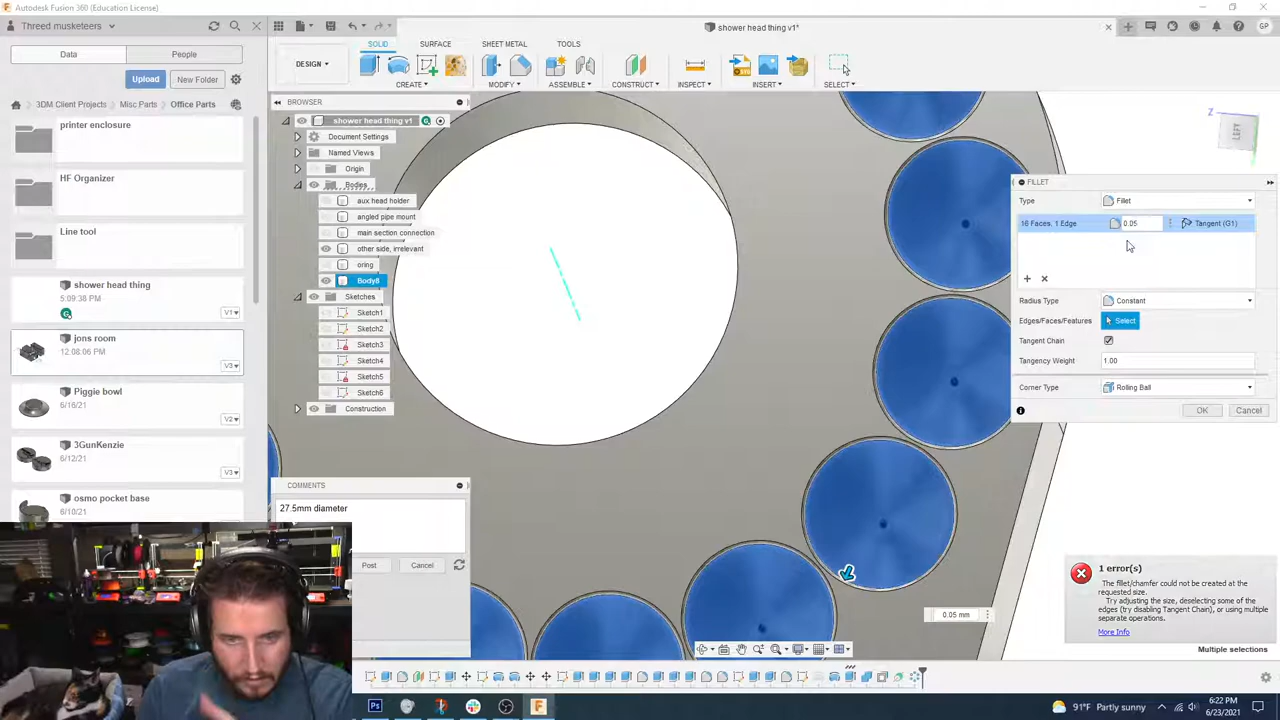 Autodesk Fusion 360 (Education License)
Threed musketeers
shower head thing v1*
GP
Data
People
Upload
New Folder
3DM Client Projects
Misc Parts
Office Parts
printer enclosure
HF Organizer
Line tool
shower head thing
5:09:38 PM
V1
jons room
12:08:06 PM
V3
Piggie bowl
6/16/21
V2
3GunKenzie
6/12/21
V3
osmo pocket base
6/10/21
DESIGN
SOLID
SURFACE
SHEET METAL
TOOLS
CREATE
MODIFY
ASSEMBLE
CONSTRUCT
INSPECT
INSERT
SELECT
BROWSER
shower head thing v1
Document Settings
Named Views
Origin
Bodies
aux head holder
angled pipe mount
main section connection
other side, irrelevant
oring
Body8
Sketches
Sketch1
Sketch2
Sketch3
Sketch4
Sketch5
Sketch6
Construction
COMMENTS
27.5mm diameter
Post
Cancel
Z
LEFT
FILLET
Type
Fillet
16 Faces, 1 Edge
0.05
Tangent (G1)
Radius Type
Constant
Edges/Faces/Features
Select
Tangent Chain
Tangency Weight
1.00
Corner Type
Rolling Ball
OK
Cancel
0.05 mm
1 error(s)
The fillet/chamfer could not be created at the
requested size.
Try adjusting the size, deselecting some of the
edges (try disabling Tangent Chain), or using multiple
separate operations.
More Info
Multiple selections
91°F Partly sunny
6:22 PM
6/23/2021